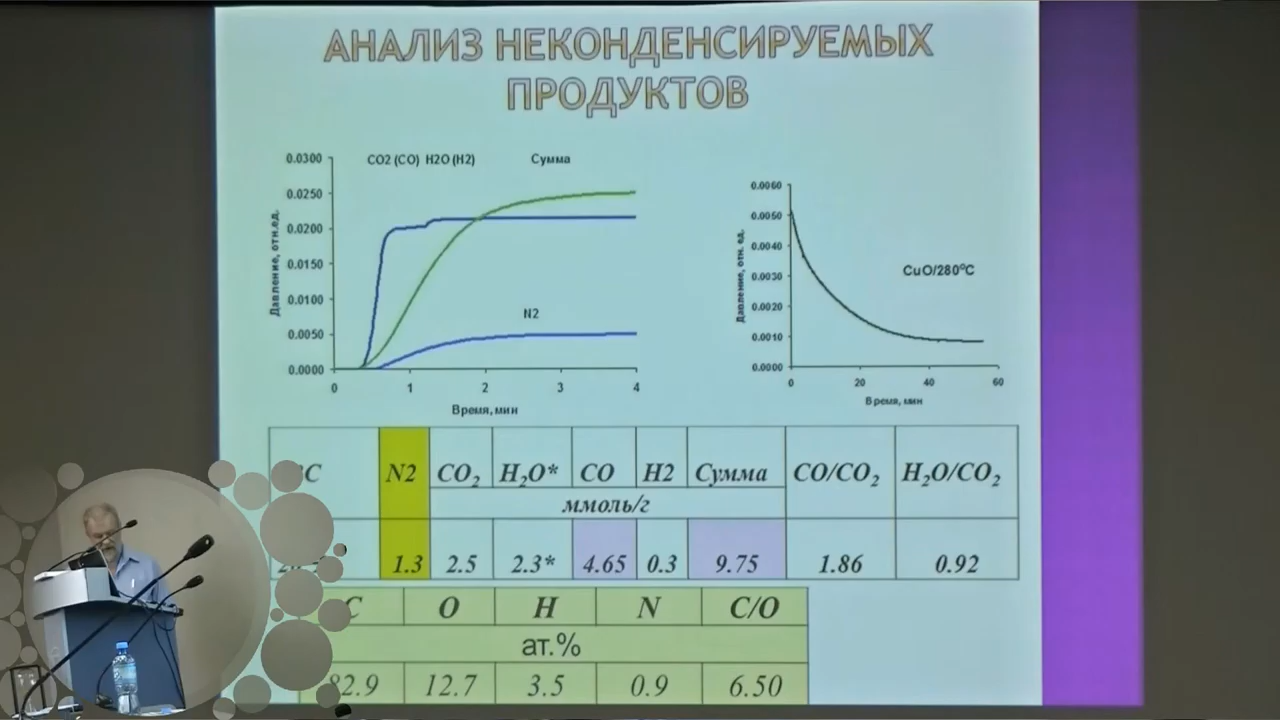 АНАЛИЗ НЕКОНДЕНСИРУЕМЫХ
ПРОДУКТОВ
CO2 (CO) H2O (H2) Сумма
0.0300
0.0250
0.0200
0.0150
0.0100
0.0050
0.0000
Давление, отн.ед.
N2
0 1 2 3 4
Время, мин
0.0060
0.0050
0.0040
0.0030
0.0020
0.0010
0.0000
Давление, отн. ед.
CuO/280⁰C
0 20 40 60
Время, мин
N2 CO₂ H₂O* CO H2 Сумма CO/CO₂ H₂O/CO₂
ммоль/г
1.3 2.5 2.3* 4.65 0.3 9.75 1.86 0.92
C O H N C/O
ат.%
82.9 12.7 3.5 0.9 6.50